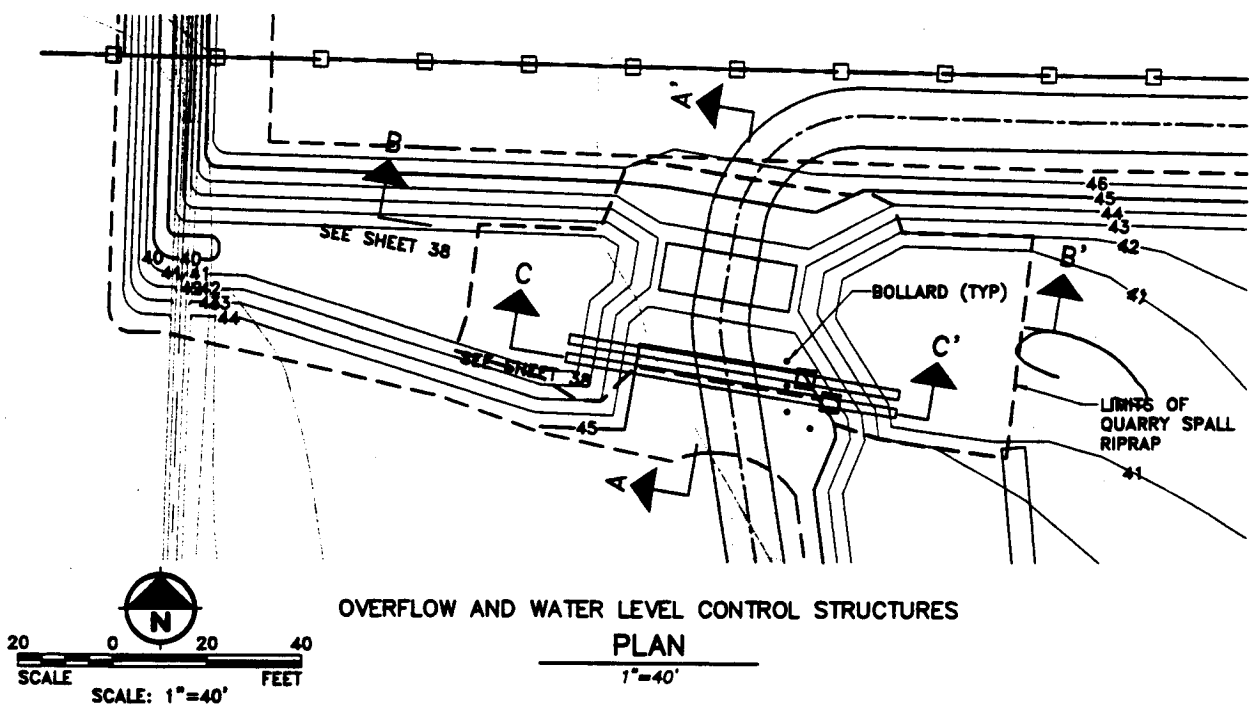 A'
B
46
45
44
43
42
SEE SHEET 38
40 40
41 41
42 42
43 43
44
C
B'
BOLLARD (TYP)
C'
SEE SHEET 38
LIMITS OF
QUARRY SPALL
RIPRAP
45
41
A
N
OVERFLOW AND WATER LEVEL CONTROL STRUCTURES
PLAN
1"=40'
20 0 20 40
SCALE FEET
SCALE: 1"=40'